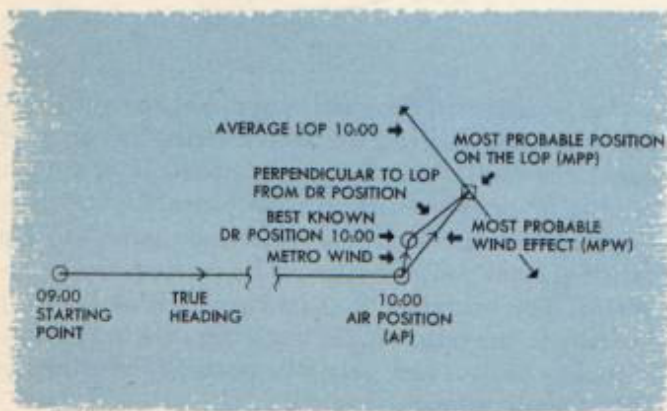 AVERAGE LOP 10:00
MOST PROBABLE POSITION
ON THE LOP (MPP)
PERPENDICULAR TO LOP
FROM DR POSITION
BEST KNOWN
DR POSITION 10:00
METRO WIND
MOST PROBABLE
WIND EFFECT (MPW)
09:00
STARTING
POINT
TRUE
HEADING
10:00
AIR POSITION
(AP)